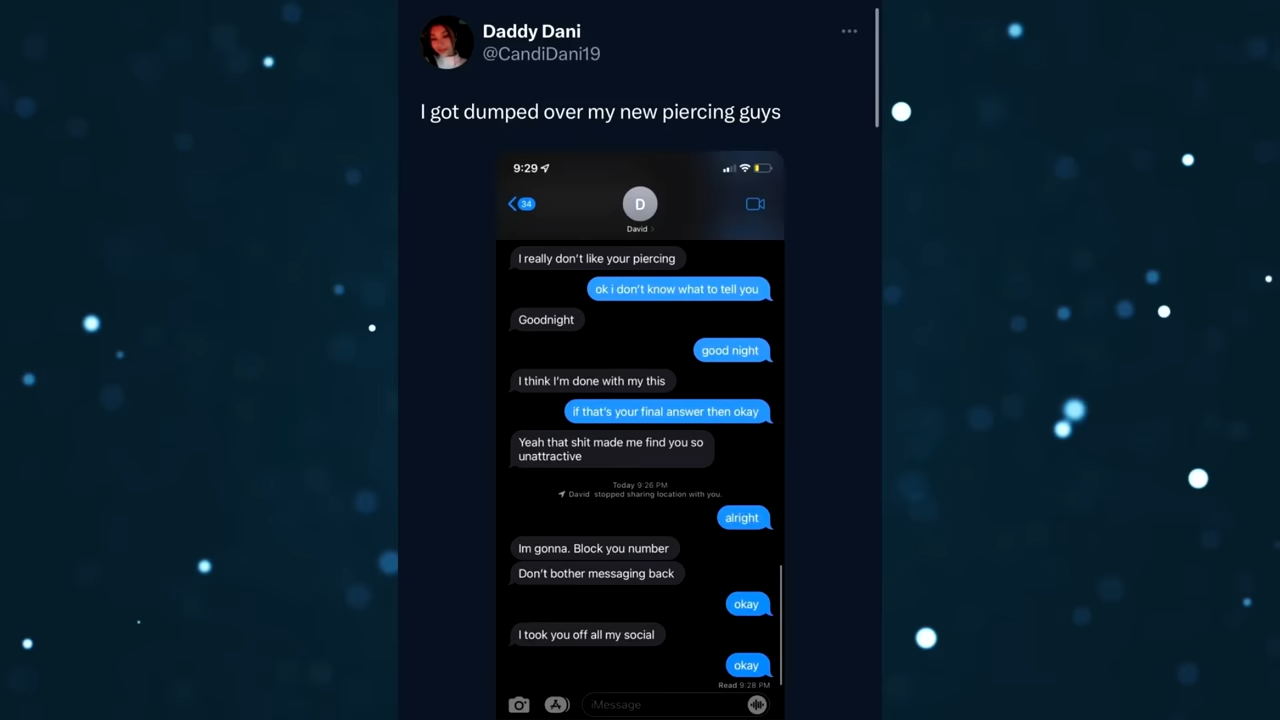 Daddy Dani
@CandiDani19
I got dumped over my new piercing guys
9:29
34
D
David
I really don't like your piercing
ok i don't know what to tell you
Goodnight
good night
I think I'm done with my this
if that's your final answer then okay
Yeah that shit made me find you so
unattractive
Today 9:26 PM
David stopped sharing location with you.
alright
Im gonna. Block you number
Don't bother messaging back
okay
I took you off all my social
okay
Read 9:28 PM
iMessage